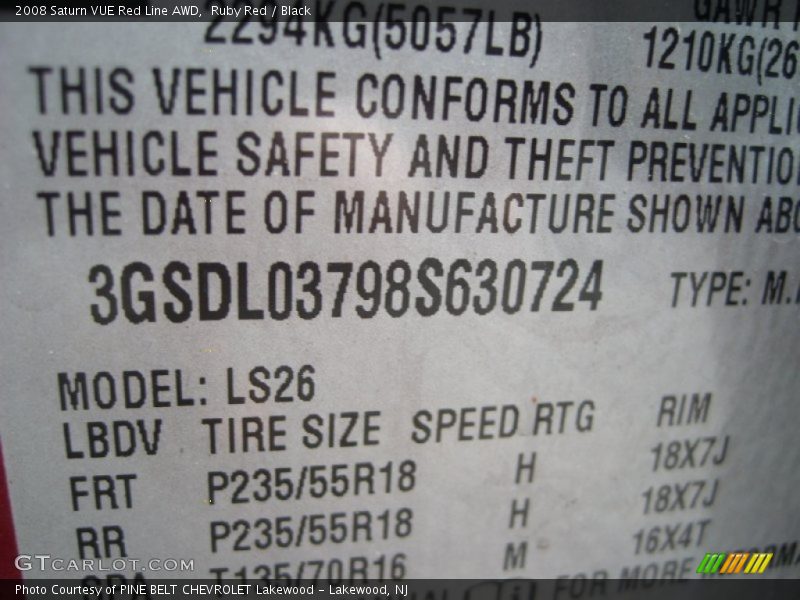 2008 Saturn VUE Red Line AWD, Ruby Red / Black
GAWR
2294KG(5057LB) 1210KG(26
THIS VEHICLE CONFORMS TO ALL APPLI
VEHICLE SAFETY AND THEFT PREVENTIO
THE DATE OF MANUFACTURE SHOWN ABO
3GSDL03798S630724 TYPE: M.
MODEL: LS26
LBDV TIRE SIZE SPEED RTG RIM
FRT P235/55R18 H 18X7J
RR P235/55R18 H 18X7J
SPA T135/70R16 M 16X4T
FOR MORE
GTCARLOT.COM
Photo Courtesy of PINE BELT CHEVROLET Lakewood - Lakewood, NJ